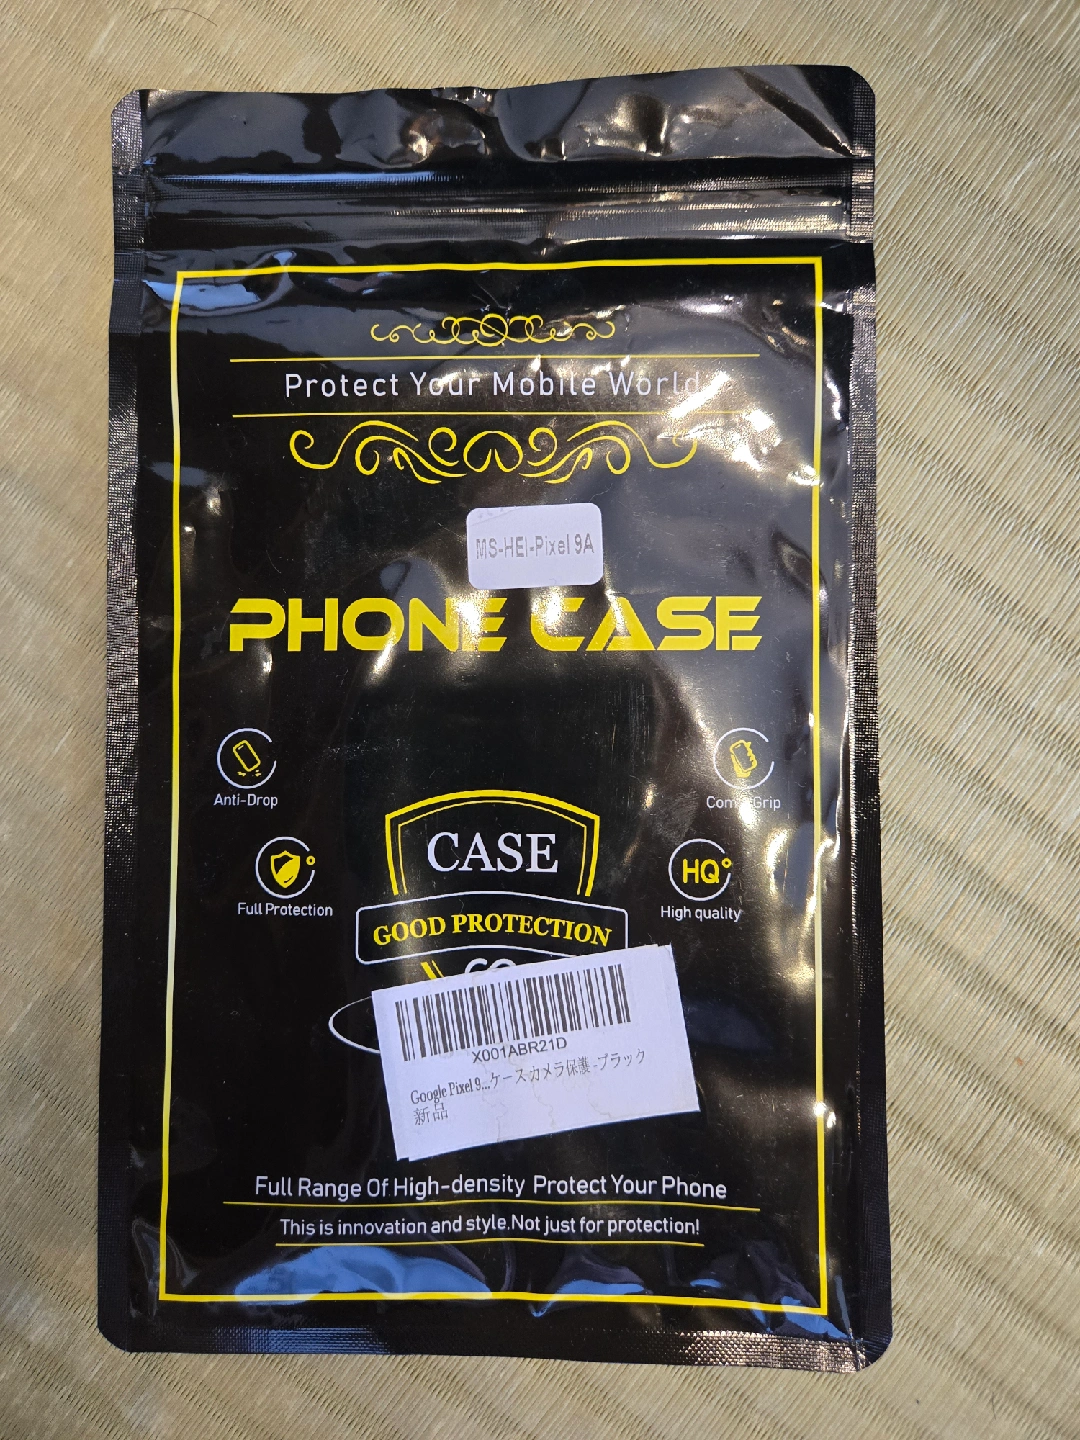 Protect Your Mobile World
MS-HEI-Pixel 9A
PHONE CASE
Anti-Drop
Grip
CASE
Full Protection
HQ
High quality
GOOD PROTECTION
X001ABR21D
Google Pixel 9...ケース カメラ保護 -ブラック
新品
Full Range Of High-density Protect Your Phone
This is innovation and style.Not just for protection!